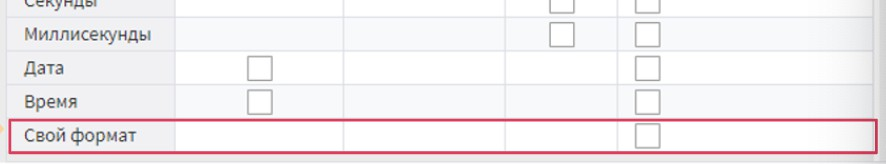 Секунды
Миллисекунды
Дата
Время
Свой формат